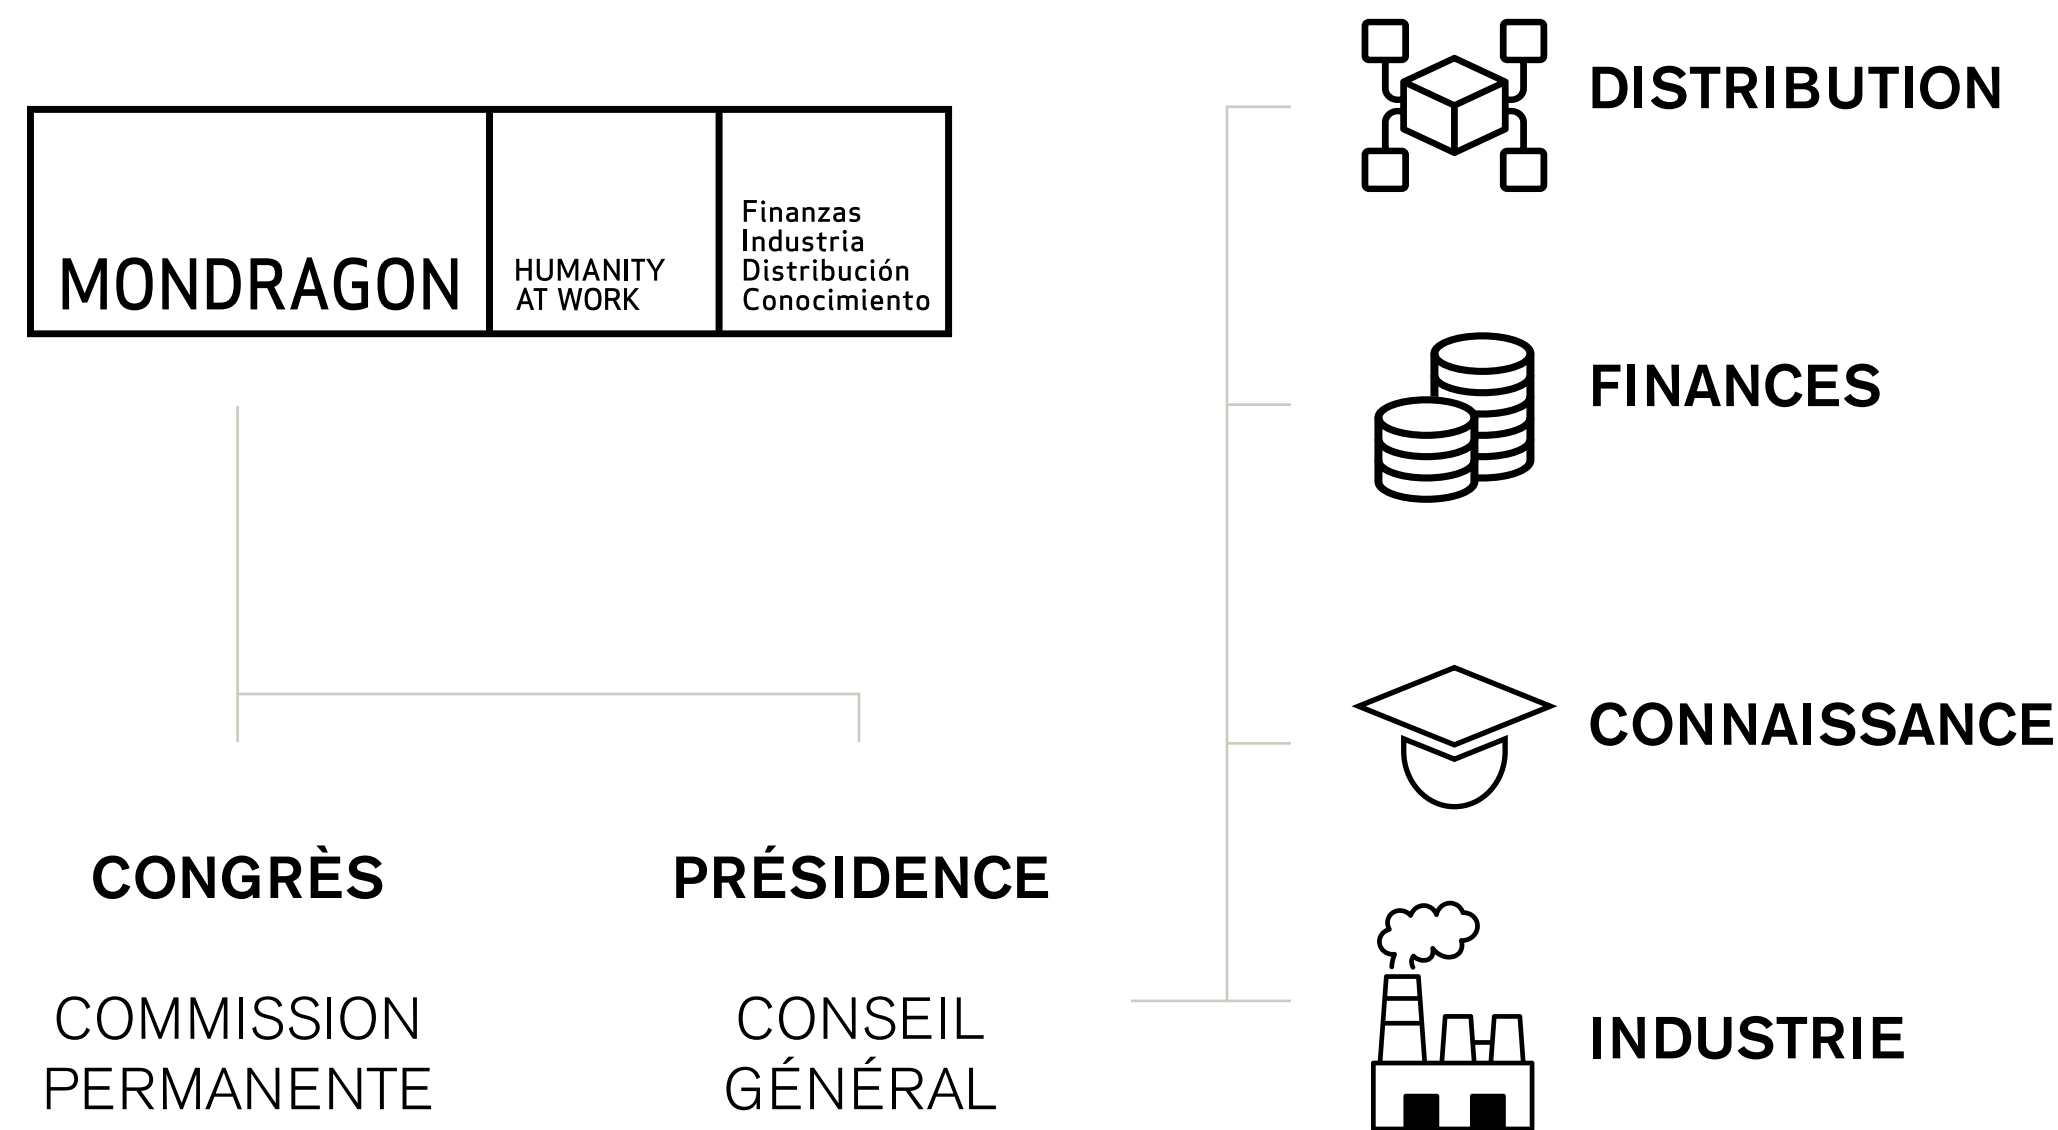 MONDRAGON
HUMANITY
AT WORK
Finanzas
Industria
Distribución
Conocimiento
CONGRÈS
COMMISSION
PERMANENTE
PRÉSIDENCE
CONSEIL
GÉNÉRAL
DISTRIBUTION
FINANCES
CONNAISSANCE
INDUSTRIE